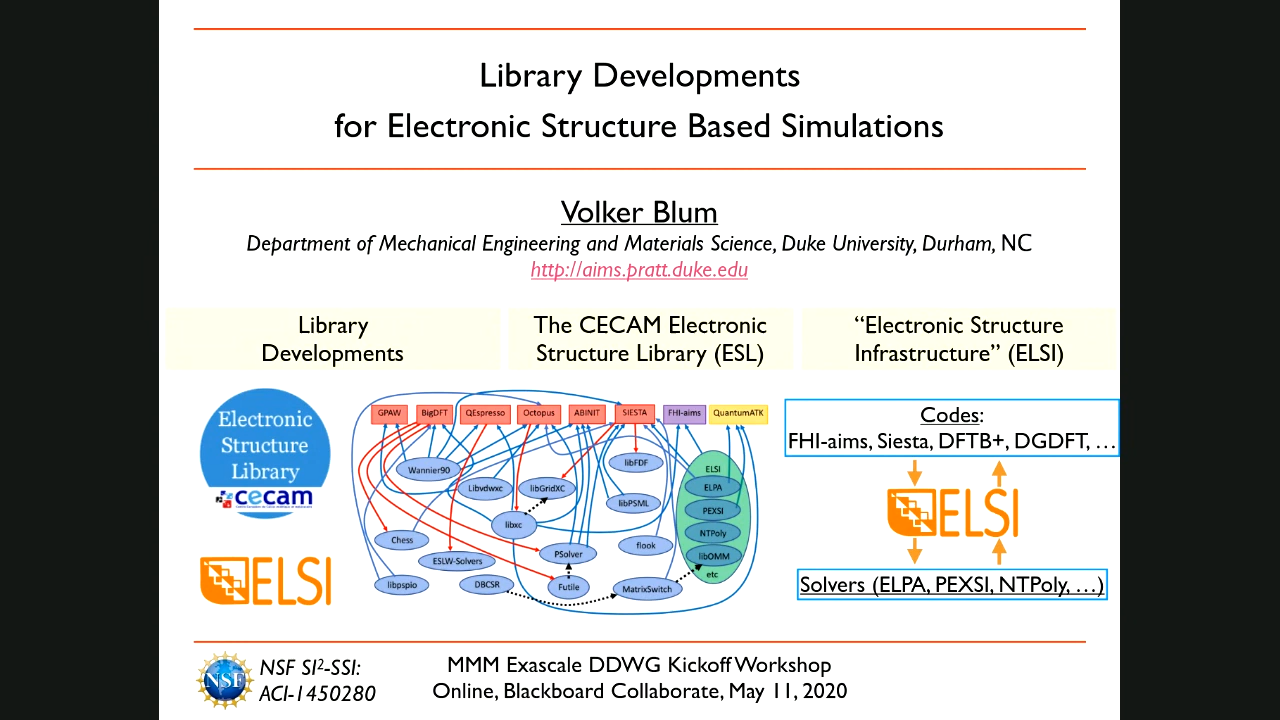 Library Developments
for Electronic Structure Based Simulations
Volker Blum
Department of Mechanical Engineering and Materials Science, Duke University, Durham, NC
http://aims.pratt.duke.edu
Library
Developments
The CECAM Electronic
Structure Library (ESL)
“Electronic Structure
Infrastructure” (ELSI)
Electronic
Structure
Library
cecam
ELSI
GPAW
BigDFT
QEspresso
Octopus
ABINIT
SIESTA
FHI-aims
QuantumATK
Wannier90
libFDF
Libvdwxc
libGridXC
libPSML
libxc
Chess
PSolver
flook
ESLW-Solvers
libpspio
DBCSR
Futile
MatrixSwitch
ELSI
ELPA
PEXSI
NTPoly
libOMM
etc
Codes:
FHI-aims, Siesta, DFTB+, DGDFT, …
ELSI
Solvers (ELPA, PEXSI, NTPoly, …)
NSF
NSF SI²-SSI:
ACI-1450280
MMM Exascale DDWG Kickoff Workshop
Online, Blackboard Collaborate, May 11, 2020